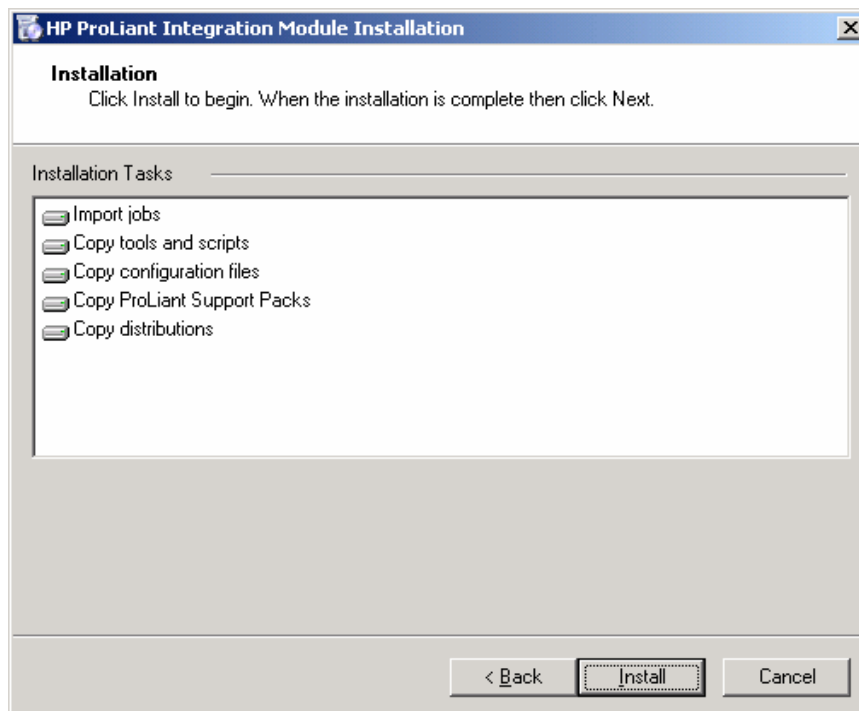 HP ProLiant Integration Module Installation
Installation
Click Install to begin. When the installation is complete then click Next.
Installation Tasks
Import jobs
Copy tools and scripts
Copy configuration files
Copy ProLiant Support Packs
Copy distributions
< Back Install Cancel